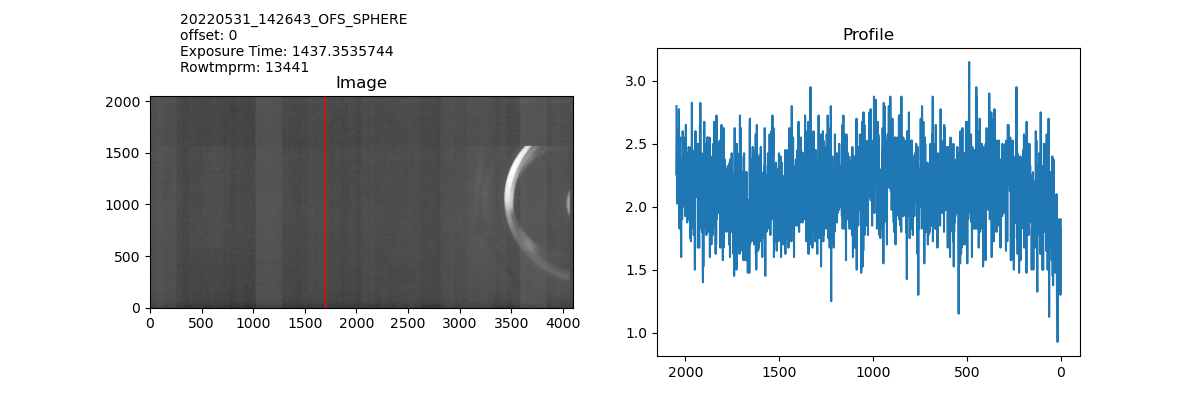 20220531_142643_OFS_SPHERE
offset: 0
Exposure Time: 1437.3535744
Rowtmprm: 13441
Image
2000
1500
1000
500
0
0 500 1000 1500 2000 2500 3000 3500 4000
Profile
3.0
2.5
2.0
1.5
1.0
2000 1500 1000 500 0